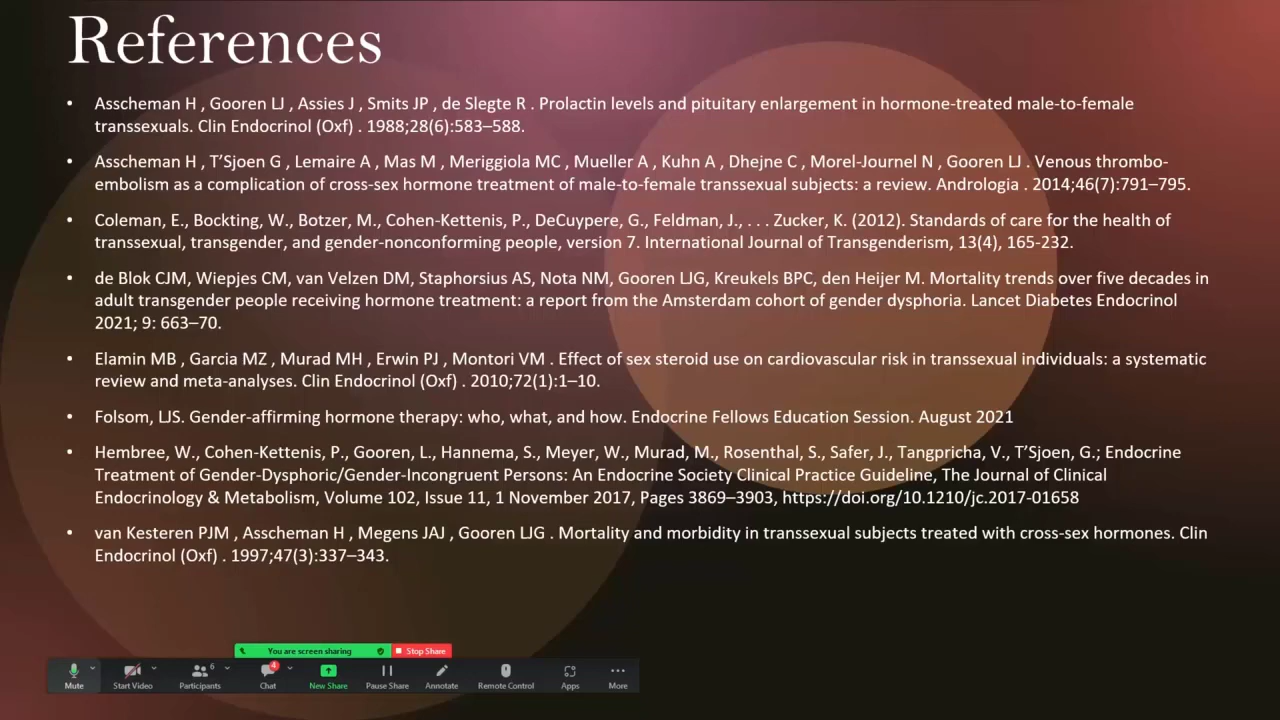 References
• Asscheman H , Gooren LJ , Assies J , Smits JP , de Slegte R . Prolactin levels and pituitary enlargement in hormone-treated male-to-female
transsexuals. Clin Endocrinol (Oxf) . 1988;28(6):583–588.
• Asscheman H , T’Sjoen G , Lemaire A , Mas M , Meriggiola MC , Mueller A , Kuhn A , Dhejne C , Morel-Journel N , Gooren LJ . Venous thrombo-
embolism as a complication of cross-sex hormone treatment of male-to-female transsexual subjects: a review. Andrologia . 2014;46(7):791–795.
• Coleman, E., Bockting, W., Botzer, M., Cohen-Kettenis, P., DeCuypere, G., Feldman, J., . . . Zucker, K. (2012). Standards of care for the health of
transsexual, transgender, and gender-nonconforming people, version 7. International Journal of Transgenderism, 13(4), 165-232.
• de Blok CJM, Wiepjes CM, van Velzen DM, Staphorsius AS, Nota NM, Gooren LJG, Kreukels BPC, den Heijer M. Mortality trends over five decades in
adult transgender people receiving hormone treatment: a report from the Amsterdam cohort of gender dysphoria. Lancet Diabetes Endocrinol
2021; 9: 663–70.
• Elamin MB , Garcia MZ , Murad MH , Erwin PJ , Montori VM . Effect of sex steroid use on cardiovascular risk in transsexual individuals: a systematic
review and meta-analyses. Clin Endocrinol (Oxf) . 2010;72(1):1–10.
• Folsom, LJS. Gender-affirming hormone therapy: who, what, and how. Endocrine Fellows Education Session. August 2021
• Hembree, W., Cohen-Kettenis, P., Gooren, L., Hannema, S., Meyer, W., Murad, M., Rosenthal, S., Safer, J., Tangpricha, V., T’Sjoen, G.; Endocrine
Treatment of Gender-Dysphoric/Gender-Incongruent Persons: An Endocrine Society Clinical Practice Guideline, The Journal of Clinical
Endocrinology & Metabolism, Volume 102, Issue 11, 1 November 2017, Pages 3869–3903, https://doi.org/10.1210/jc.2017-01658
• van Kesteren PJM , Asscheman H , Megens JAJ , Gooren LJG . Mortality and morbidity in transsexual subjects treated with cross-sex hormones. Clin
Endocrinol (Oxf) . 1997;47(3):337–343.
You are screen sharing Stop Share
6 4
Mute Start Video Participants Chat New Share Pause Share Annotate Remote Control Apps More